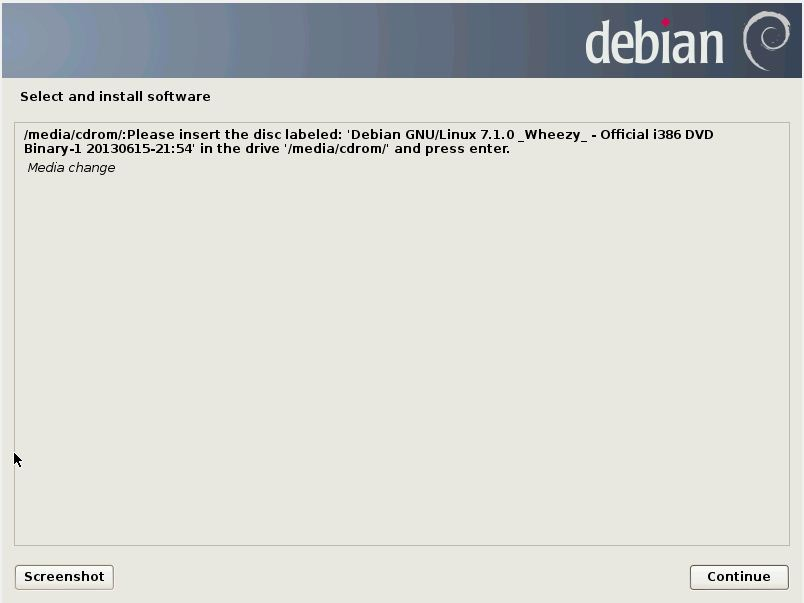 debian
Select and install software
/media/cdrom/:Please insert the disc labeled: 'Debian GNU/Linux 7.1.0 _Wheezy_ - Official i386 DVD
Binary-1 20130615-21:54' in the drive '/media/cdrom/' and press enter.
Media change
Screenshot
Continue